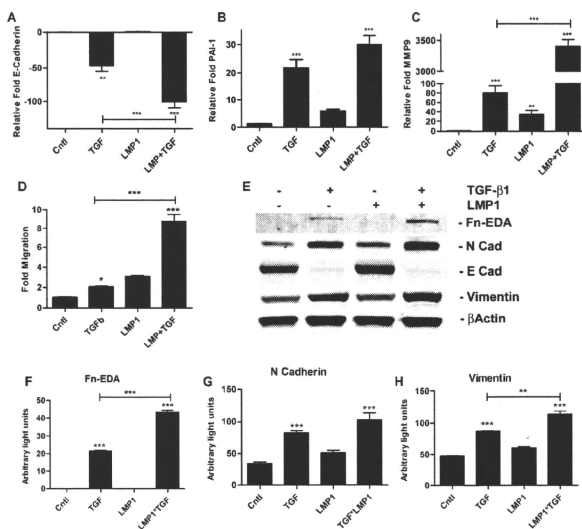 A
Relative Fold E-Cadherin
0
-50
-100
**
***
***
Cntl TGF LMP1 LMP+TGF
B
Relative Fold PAI-1
30
20
10
0
***
***
Cntl TGF LMP1 LMP+TGF
C
Relative Fold MMP9
3500
3000
100
80
60
40
20
0
***
***
**
***
Cntl TGF LMP1 LMP+TGF
D
Fold Migration
10
8
6
4
2
0
***
*
***
Cntl TGFb LMP1 LMP+TGF
E
- + - + TGF-β1
- - + + LMP1
- Fn-EDA
- N Cad
- E Cad
- Vimentin
- βActin
F
Fn-EDA
Arbitrary light units
50
40
30
20
10
0
***
***
***
Cntl TGF LMP1 LMP1*TGF
G
N Cadherin
Arbitrary light units
150
100
50
0
***
***
Cntl TGF LMP1 TGF*LMP1
H
Vimentin
Arbitrary light units
150
100
50
0
**
***
***
Cntl TGF LMP1 LMP1*TGF